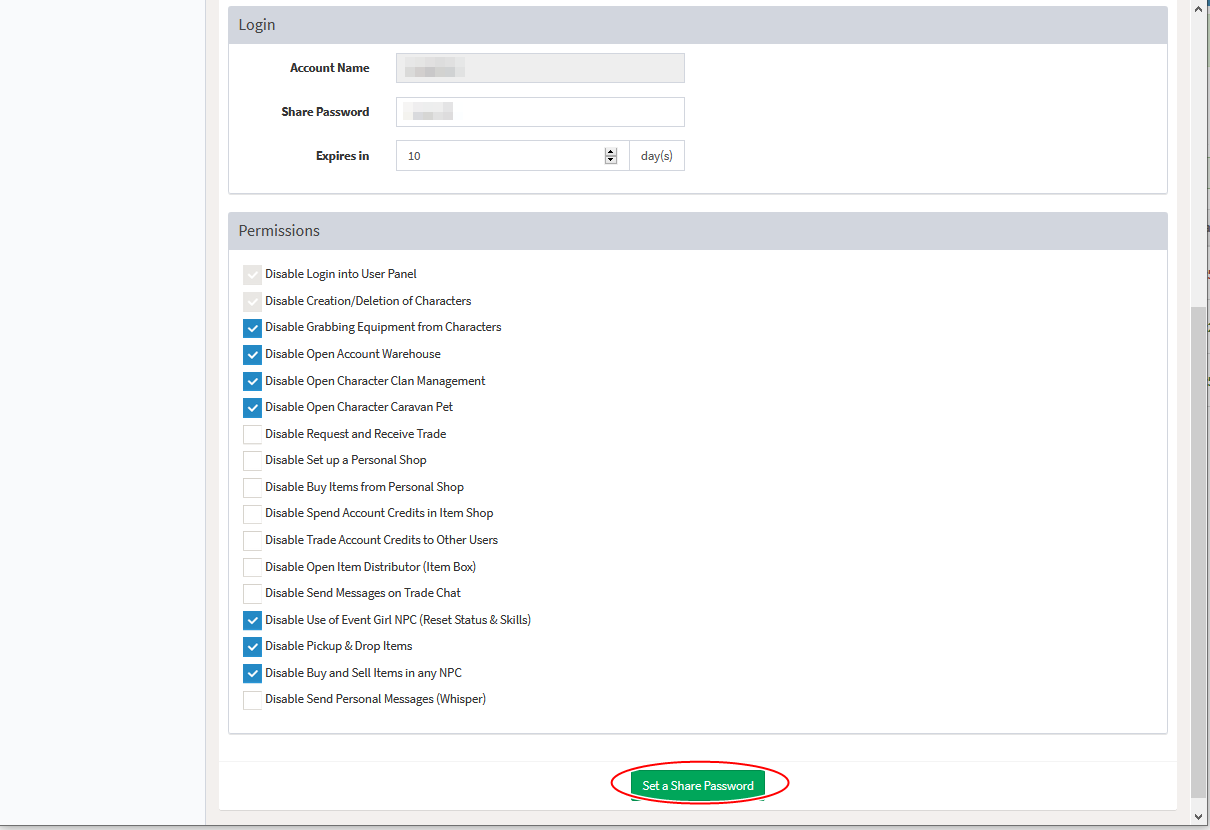 Login
Account Name
Share Password
Expires in 10 day(s)
Permissions
Disable Login into User Panel
Disable Creation/Deletion of Characters
Disable Grabbing Equipment from Characters
Disable Open Account Warehouse
Disable Open Character Clan Management
Disable Open Character Caravan Pet
Disable Request and Receive Trade
Disable Set up a Personal Shop
Disable Buy Items from Personal Shop
Disable Spend Account Credits in Item Shop
Disable Trade Account Credits to Other Users
Disable Open Item Distributor (Item Box)
Disable Send Messages on Trade Chat
Disable Use of Event Girl NPC (Reset Status & Skills)
Disable Pickup & Drop Items
Disable Buy and Sell Items in any NPC
Disable Send Personal Messages (Whisper)
Set a Share Password